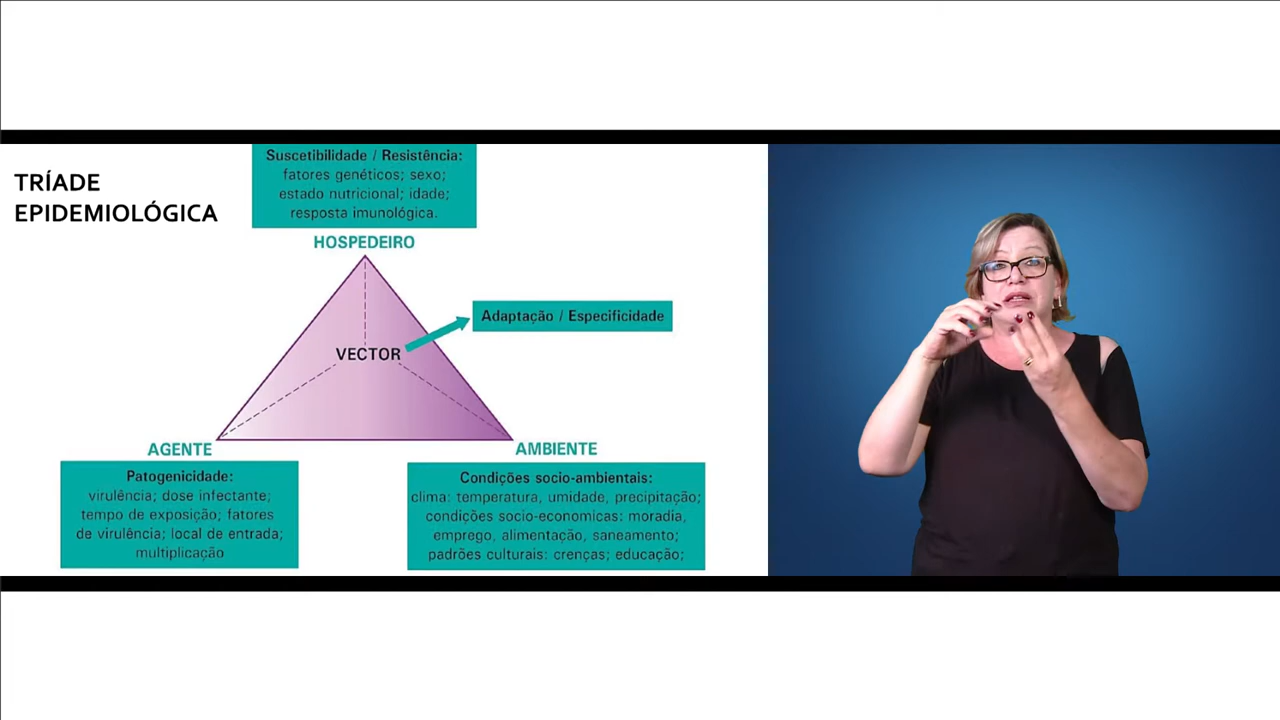 TRÍADE
EPIDEMIOLÓGICA
Suscetibilidade / Resistência:
fatores genéticos; sexo;
estado nutricional; idade;
resposta imunológica.
HOSPEDEIRO
Adaptação / Especificidade
VECTOR
AGENTE
Patogenicidade:
virulência; dose infectante;
tempo de exposição; fatores
de virulência; local de entrada;
multiplicação
AMBIENTE
Condições socio-ambientais:
clima: temperatura, umidade, precipitação;
condições socio-economicas: moradia,
emprego, alimentação, saneamento;
padrões culturais: crenças; educação;